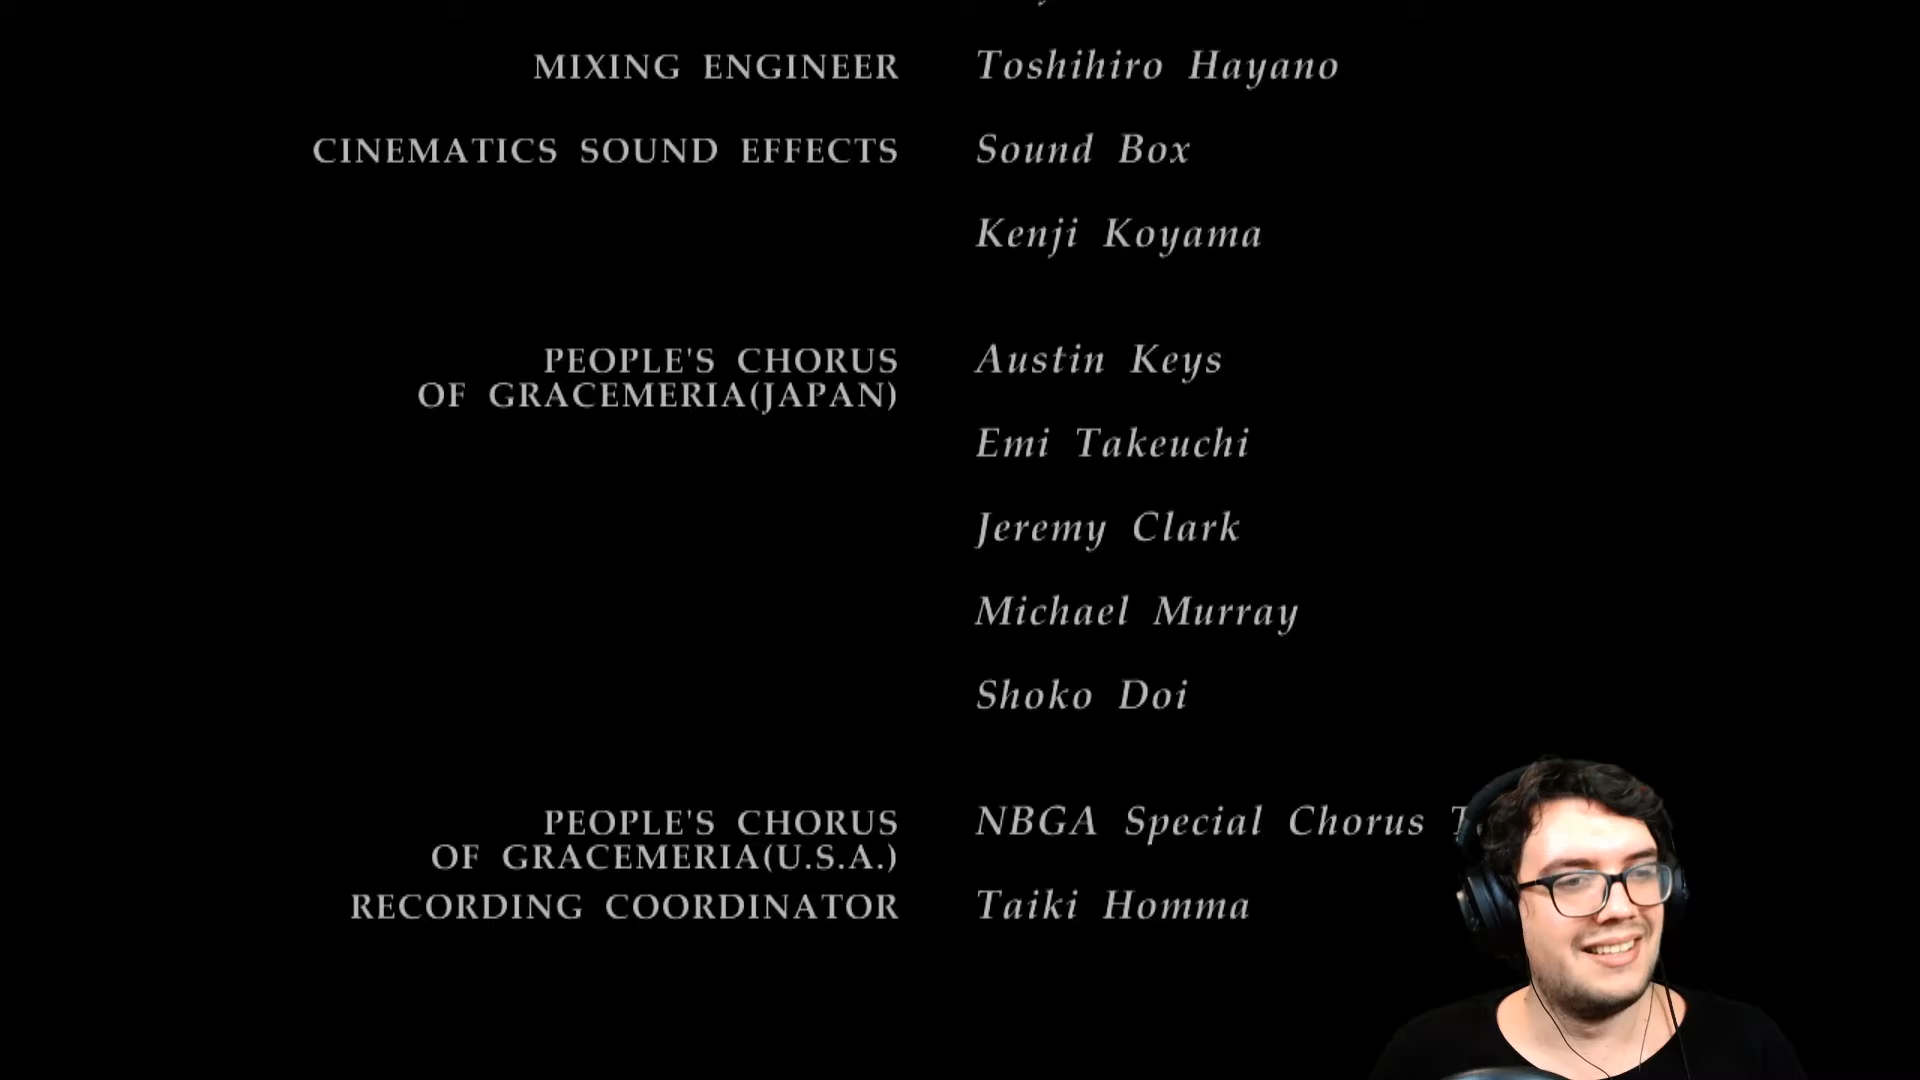 MIXING ENGINEER Toshihiro Hayano
CINEMATICS SOUND EFFECTS Sound Box
Kenji Koyama
PEOPLE'S CHORUS Austin Keys
OF GRACEMERIA(JAPAN)
Emi Takeuchi
Jeremy Clark
Michael Murray
Shoko Doi
PEOPLE'S CHORUS NBGA Special Chorus
OF GRACEMERIA(U.S.A.)
RECORDING COORDINATOR Taiki Homma